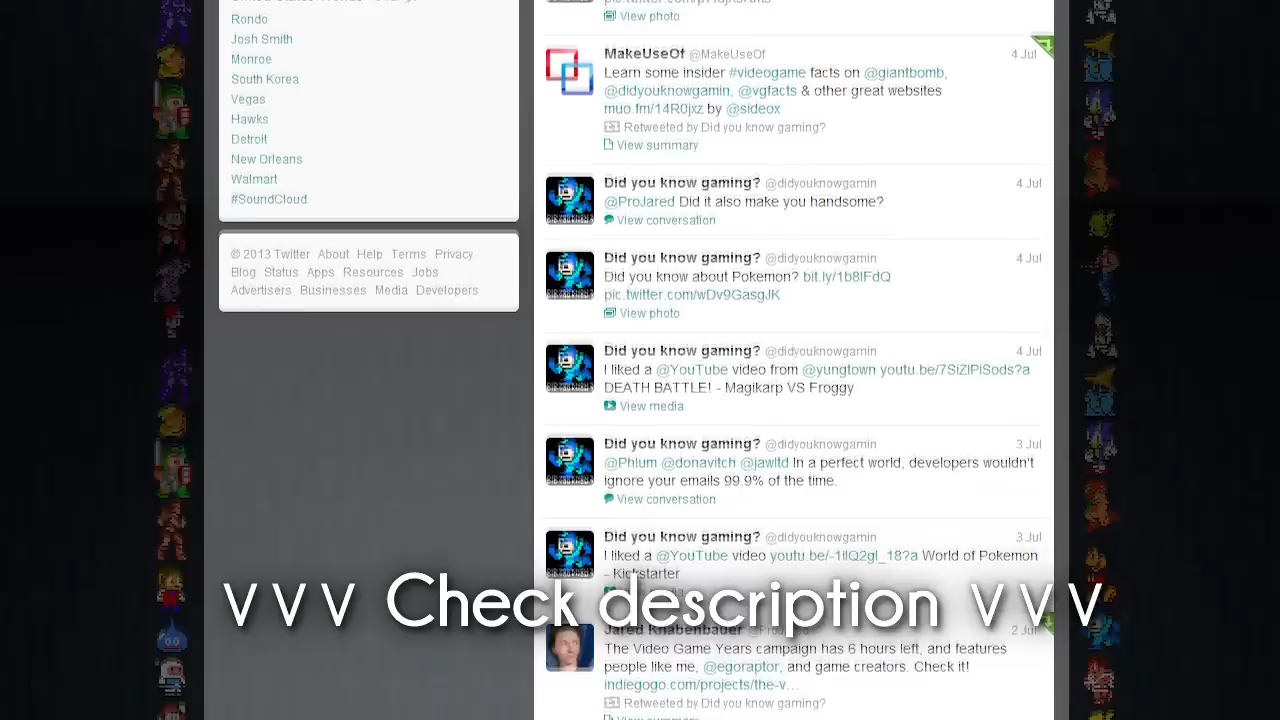 Rondo
Josh Smith
Monroe
South Korea
Vegas
Hawks
Detroit
New Orleans
Walmart
#SoundCloud
© 2013 Twitter About Help Terms Privacy
Blog Status Apps Resources Jobs
Advertisers Businesses Media Developers
View photo
MakeUseOf @MakeUseOf 4 Jul
Learn some insider #videogame facts on @giantbomb,
@didyouknowgamin, @vgfacts & other great websites
muo.fm/14R0jxz by @sideox
Retweeted by Did you know gaming?
View summary
Did you know gaming? @didyouknowgamin 4 Jul
@ProJared Did it also make you handsome?
View conversation
Did you know gaming? @didyouknowgamin 4 Jul
Did you know about Pokemon? bit.ly/1b8lFdQ
pic.twitter.com/wDv9GasgJK
View photo
Did you know gaming? @didyouknowgamin 4 Jul
I liked a @YouTube video from @yungtown youtu.be/7SiZlPiSods?a
DEATH BATTLE! - Magikarp VS Froggy
View media
Did you know gaming? @didyouknowgamin 3 Jul
@Phlum @donavitch @jawltd In a perfect world, developers wouldn't
ignore your emails 99.9% of the time.
View conversation
Did you know gaming? @didyouknowgamin 3 Jul
I liked a @YouTube video youtu.be/-1lIQ2gl_18?a World of Pokemon
- Kickstarter
V V V Check description V V V
Jared Knabenbauer 2 Jul
The Video Game Years campaign has 6 hours left, and features
people like me, @egoraptor, and game creators. Check it!
indiegogo.com/projects/the-v…
Retweeted by Did you know gaming?